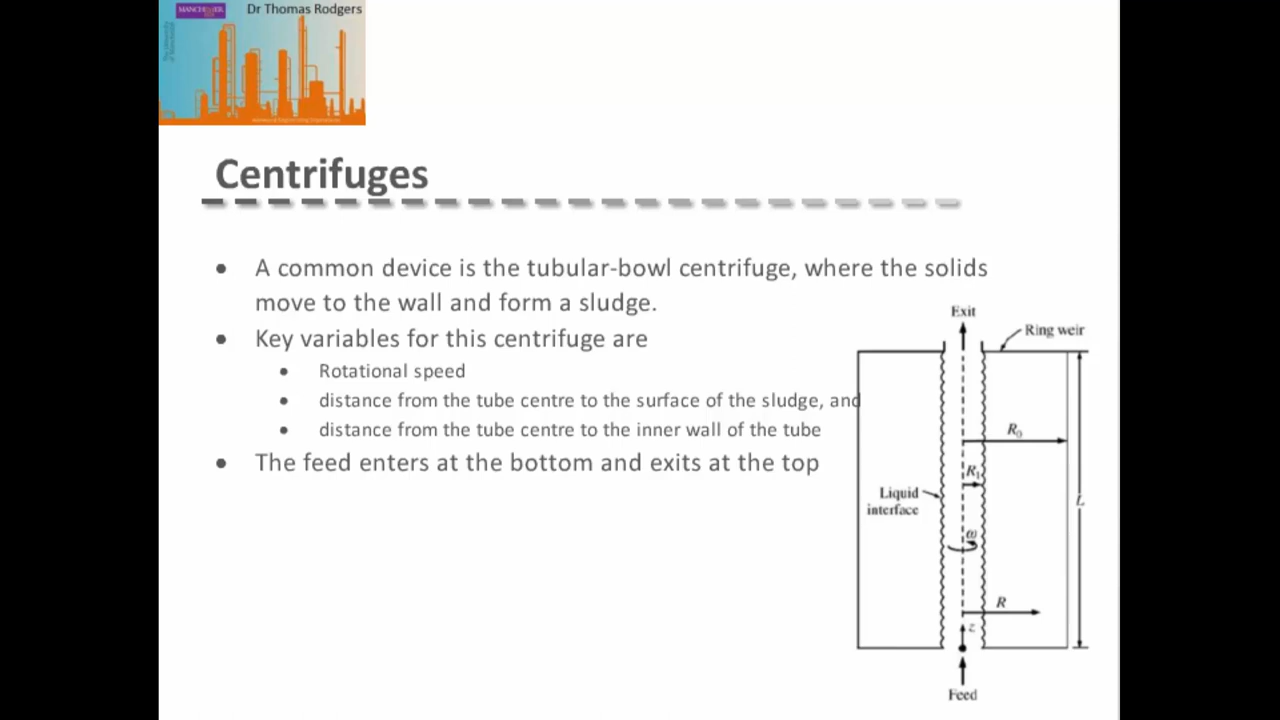 MANCHESTER
Dr Thomas Rodgers
Centrifuges
• A common device is the tubular-bowl centrifuge, where the solids
move to the wall and form a sludge.
• Key variables for this centrifuge are
• Rotational speed
• distance from the tube centre to the surface of the sludge, and
• distance from the tube centre to the inner wall of the tube
• The feed enters at the bottom and exits at the top
Exit
Ring weir
R₀
R₁
Liquid
interface
L
ω
R
z
Feed